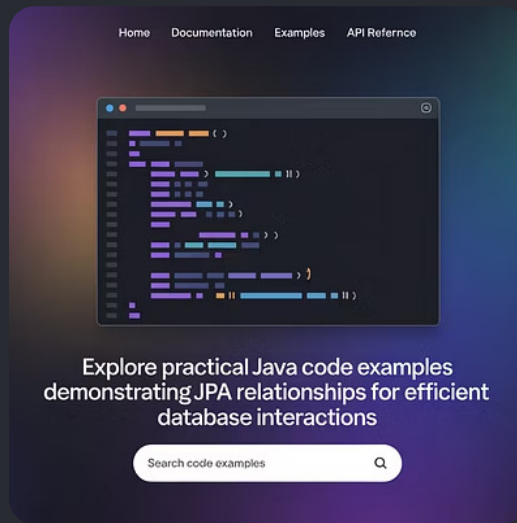 Home Documentation Examples API Refernce
Explore practical Java code examples
demonstrating JPA relationships for efficient
database interactions
Search code examples